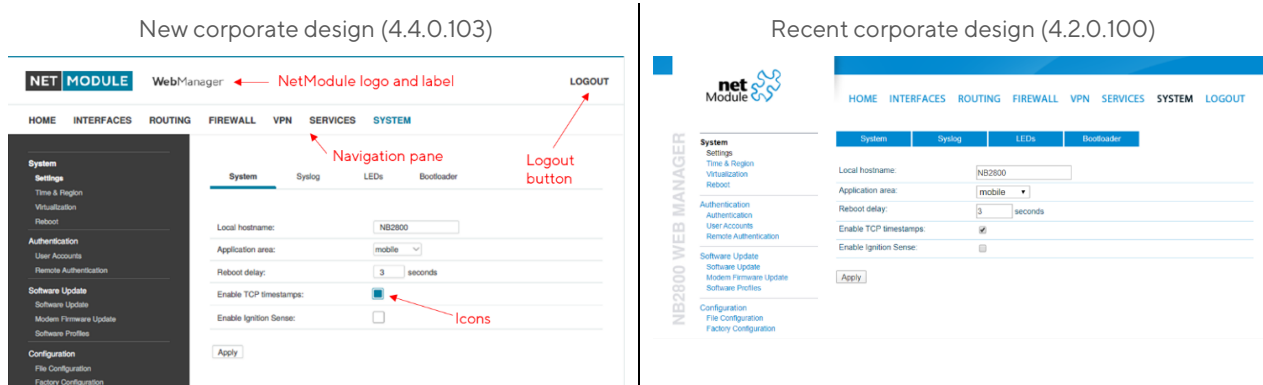 New corporate design (4.4.0.103)
NET MODULE WebManager NetModule logo and label LOGOUT
HOME INTERFACES ROUTING FIREWALL VPN SERVICES SYSTEM
Navigation pane
Logout
button
System
Settings
Time & Region
Virtualization
Reboot
Authentication
User Accounts
Remote Authentication
Software Update
Software Update
Modem Firmware Update
Software Profiles
Configuration
File Configuration
Factory Configuration
System Syslog LEDs Bootloader
Local hostname: NB2800
Application area: mobile
Reboot delay: 3 seconds
Enable TCP timestamps:
Icons
Enable Ignition Sense:
Apply
Recent corporate design (4.2.0.100)
net
Module
HOME INTERFACES ROUTING FIREWALL VPN SERVICES SYSTEM LOGOUT
NB2800 WEB MANAGER
System
Settings
Time & Region
Virtualization
Reboot
Authentication
Authentication
User Accounts
Remote Authentication
Software Update
Software Update
Modem Firmware Update
Software Profiles
Configuration
File Configuration
Factory Configuration
System Syslog LEDs Bootloader
Local hostname: NB2800
Application area: mobile
Reboot delay: 3 seconds
Enable TCP timestamps:
Enable Ignition Sense:
Apply